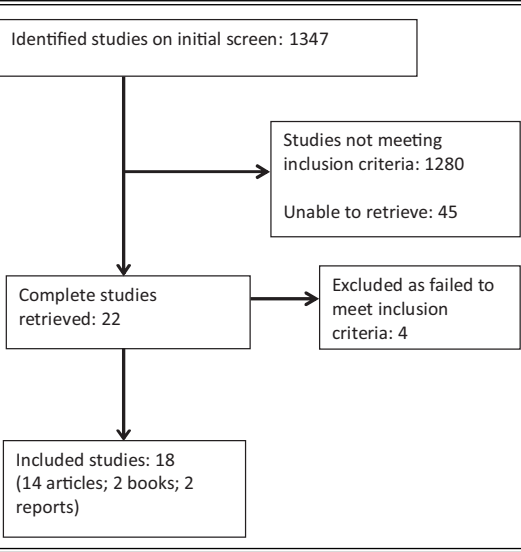 Identified studies on initial screen: 1347
Studies not meeting
inclusion criteria: 1280
Unable to retrieve: 45
Complete studies
retrieved: 22
Excluded as failed to
meet inclusion
criteria: 4
Included studies: 18
(14 articles; 2 books; 2
reports)